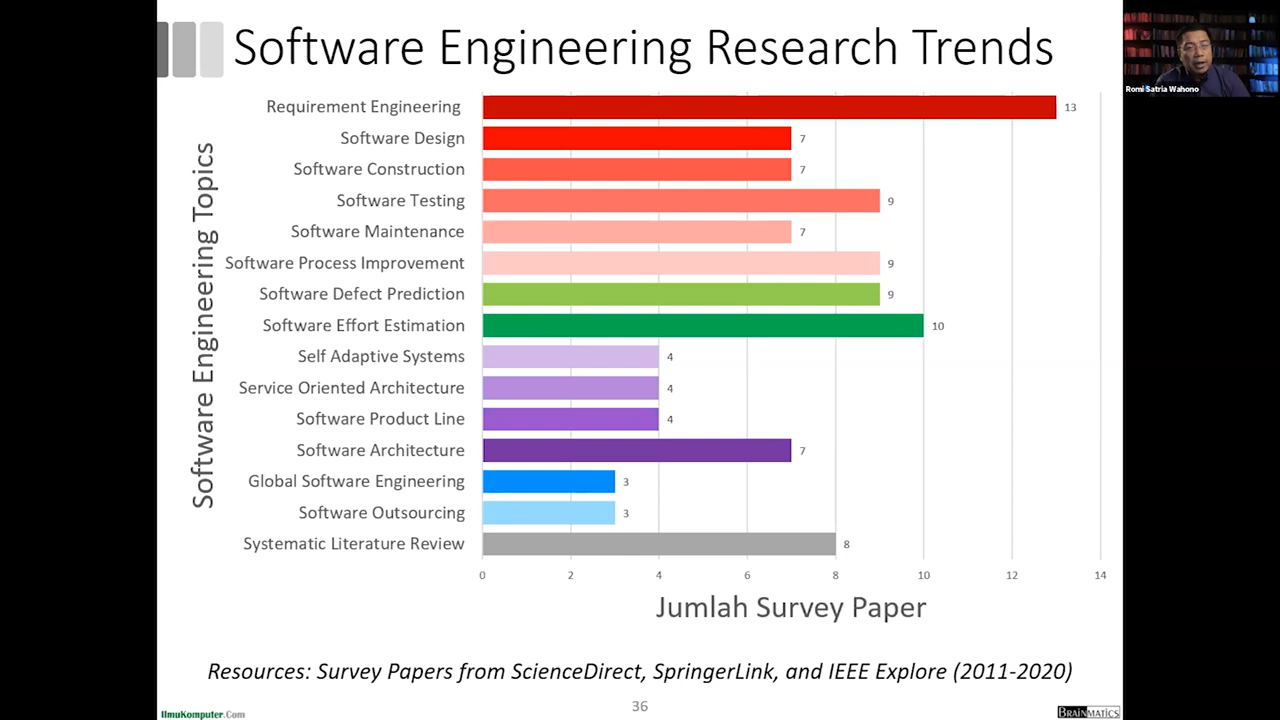 Software Engineering Research Trends
Romi Satria Wahono
Software Engineering Topics
Requirement Engineering 13
Software Design 7
Software Construction 7
Software Testing 9
Software Maintenance 7
Software Process Improvement 9
Software Defect Prediction 9
Software Effort Estimation 10
Self Adaptive Systems 4
Service Oriented Architecture 4
Software Product Line 4
Software Architecture 7
Global Software Engineering 3
Software Outsourcing 3
Systematic Literature Review 8
0 2 4 6 8 10 12 14
Jumlah Survey Paper
Resources: Survey Papers from ScienceDirect, SpringerLink, and IEEE Explore (2011-2020)
IlmuKomputer.Com
36
BRAINMATICS